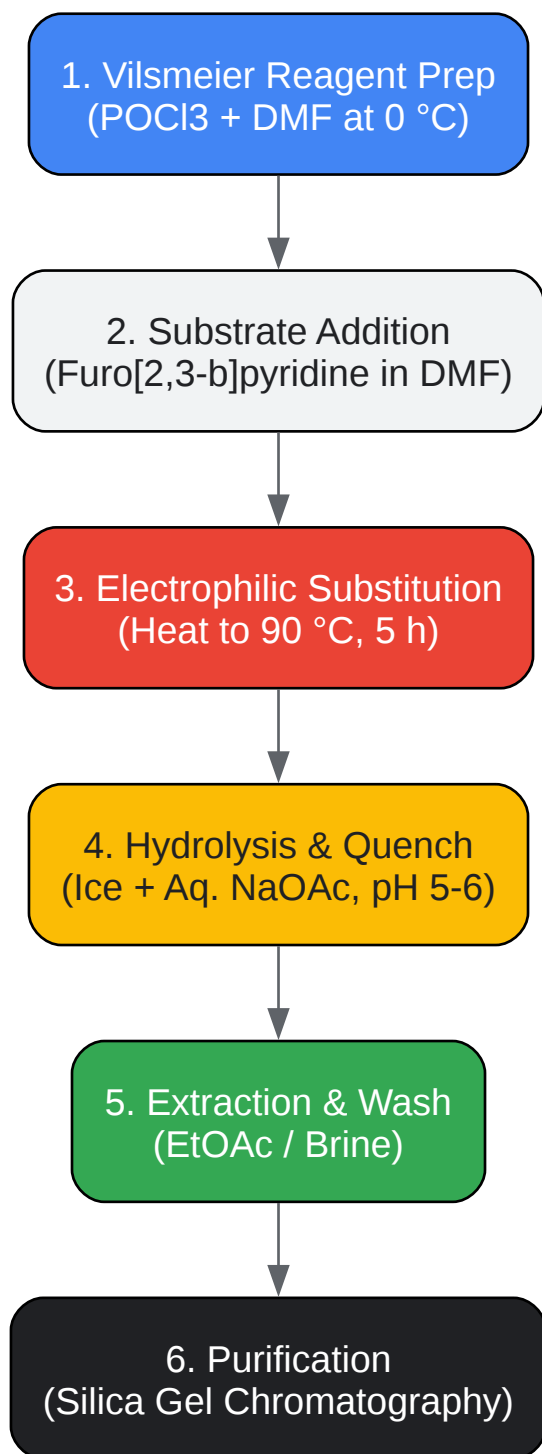 1. Vilsmeier Reagent Prep
(POCl3 + DMF at 0 °C)
2. Substrate Addition
(Furo[2,3-b]pyridine in DMF)
3. Electrophilic Substitution
(Heat to 90 °C, 5 h)
4. Hydrolysis & Quench
(Ice + Aq. NaOAc, pH 5-6)
5. Extraction & Wash
(EtOAc / Brine)
6. Purification
(Silica Gel Chromatography)